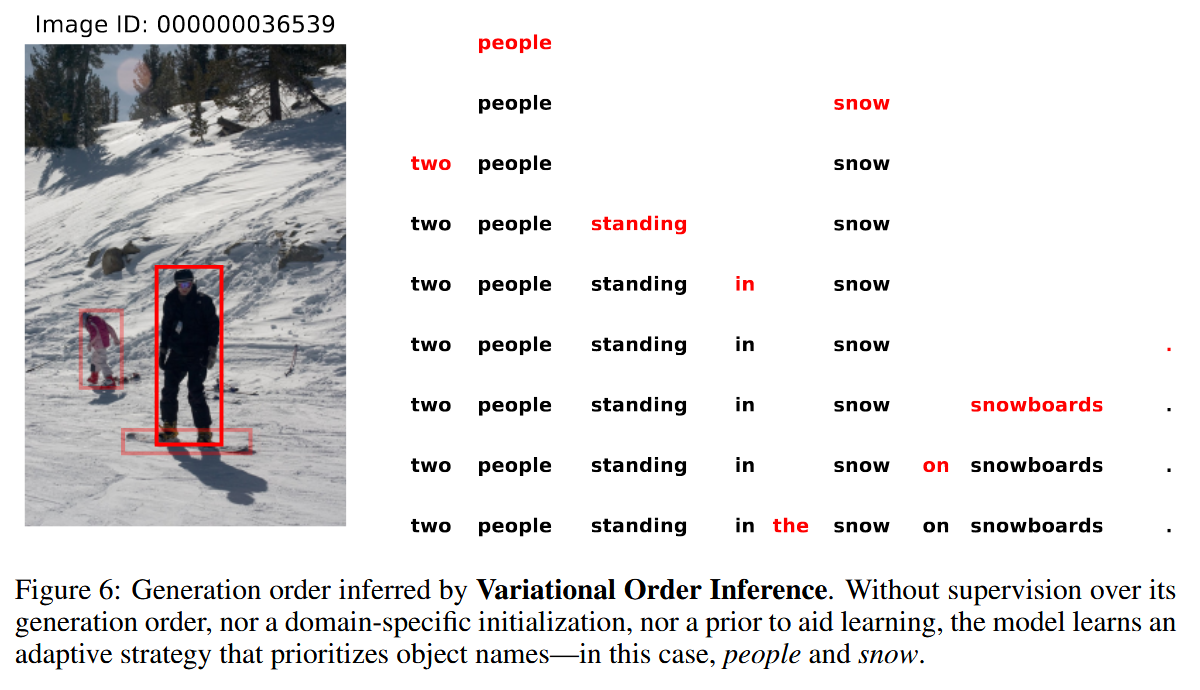 Image ID: 000000036539
people
people snow
two people snow
two people standing snow
two people standing in snow
two people standing in snow .
two people standing in snow snowboards .
two people standing in snow on snowboards .
two people standing in the snow on snowboards .
Figure 6: Generation order inferred by Variational Order Inference. Without supervision over its
generation order, nor a domain-specific initialization, nor a prior to aid learning, the model learns an
adaptive strategy that prioritizes object names—in this case, people and snow.